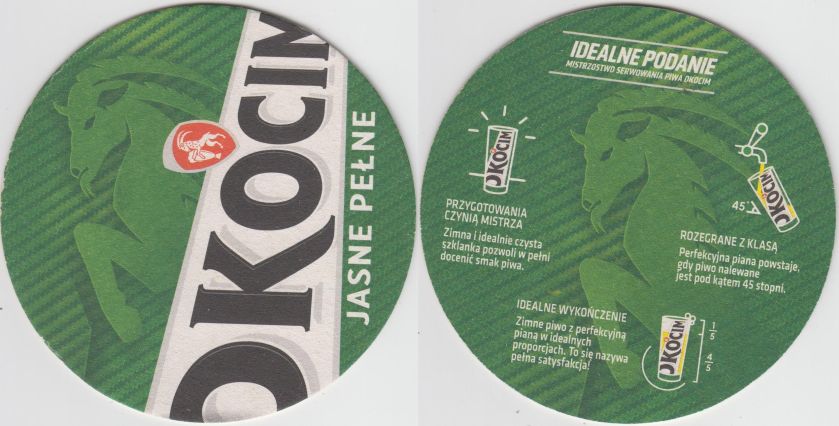 OKOCIM
JASNE PEŁNE
IDEALNE PODANIE
MISTRZOSTWO SERWOWANIA PIWA OKOCIM
OKOCIM
PRZYGOTOWANIA
CZYNIĄ MISTRZA
Zimna i idealnie czysta
szklanka pozwoli w pełni
docenić smak piwa.
OKOCIM
45°
ROZEGRANE Z KLASĄ
Perfekcyjna piana powstaje,
gdy piwo nalewane
jest pod kątem 45 stopni.
IDEALNE WYKOŃCZENIE
Zimne piwo z perfekcyjną
pianą w idealnych
proporcjach. To się nazywa
pełna satysfakcja!
OKOCIM
1/5
4/5